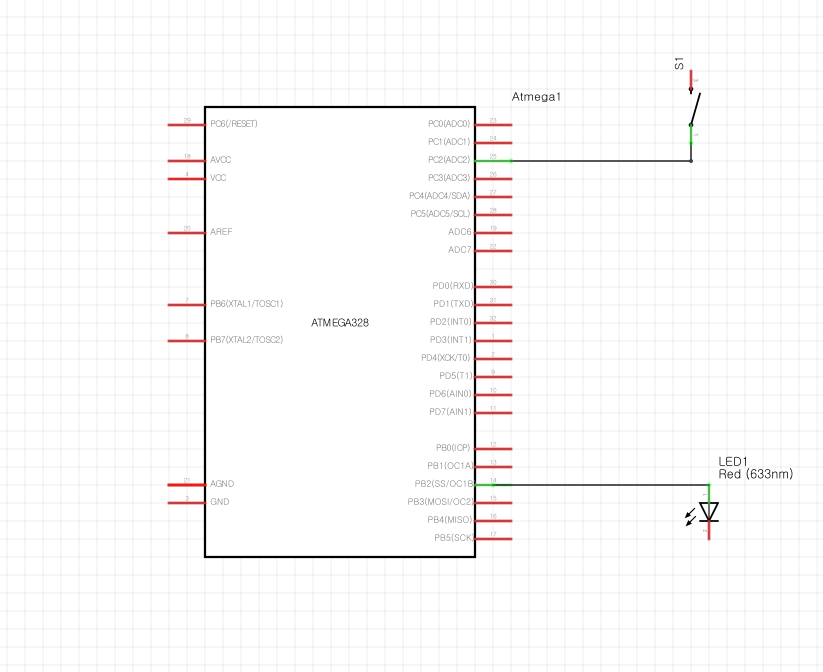 S1
Atmega1
29 PC6(/RESET)
18 AVCC
4 VCC
20 AREF
7 PB6(XTAL1/TOSC1)
8 PB7(XTAL2/TOSC2)
21 AGND
3 GND
ATMEGA328
PC0(ADC0) 23
PC1(ADC1) 24
PC2(ADC2) 25
PC3(ADC3) 26
PC4(ADC4/SDA) 27
PC5(ADC5/SCL) 28
ADC6 19
ADC7 22
PD0(RXD) 30
PD1(TXD) 31
PD2(INT0) 32
PD3(INT1) 1
PD4(XCK/T0) 2
PD5(T1) 9
PD6(AIN0) 10
PD7(AIN1) 11
PB0(ICP) 12
PB1(OC1A) 13
PB2(SS/OC1B 14
PB3(MOSI/OC2) 15
PB4(MISO) 16
PB5(SCK) 17
LED1
Red (633nm)